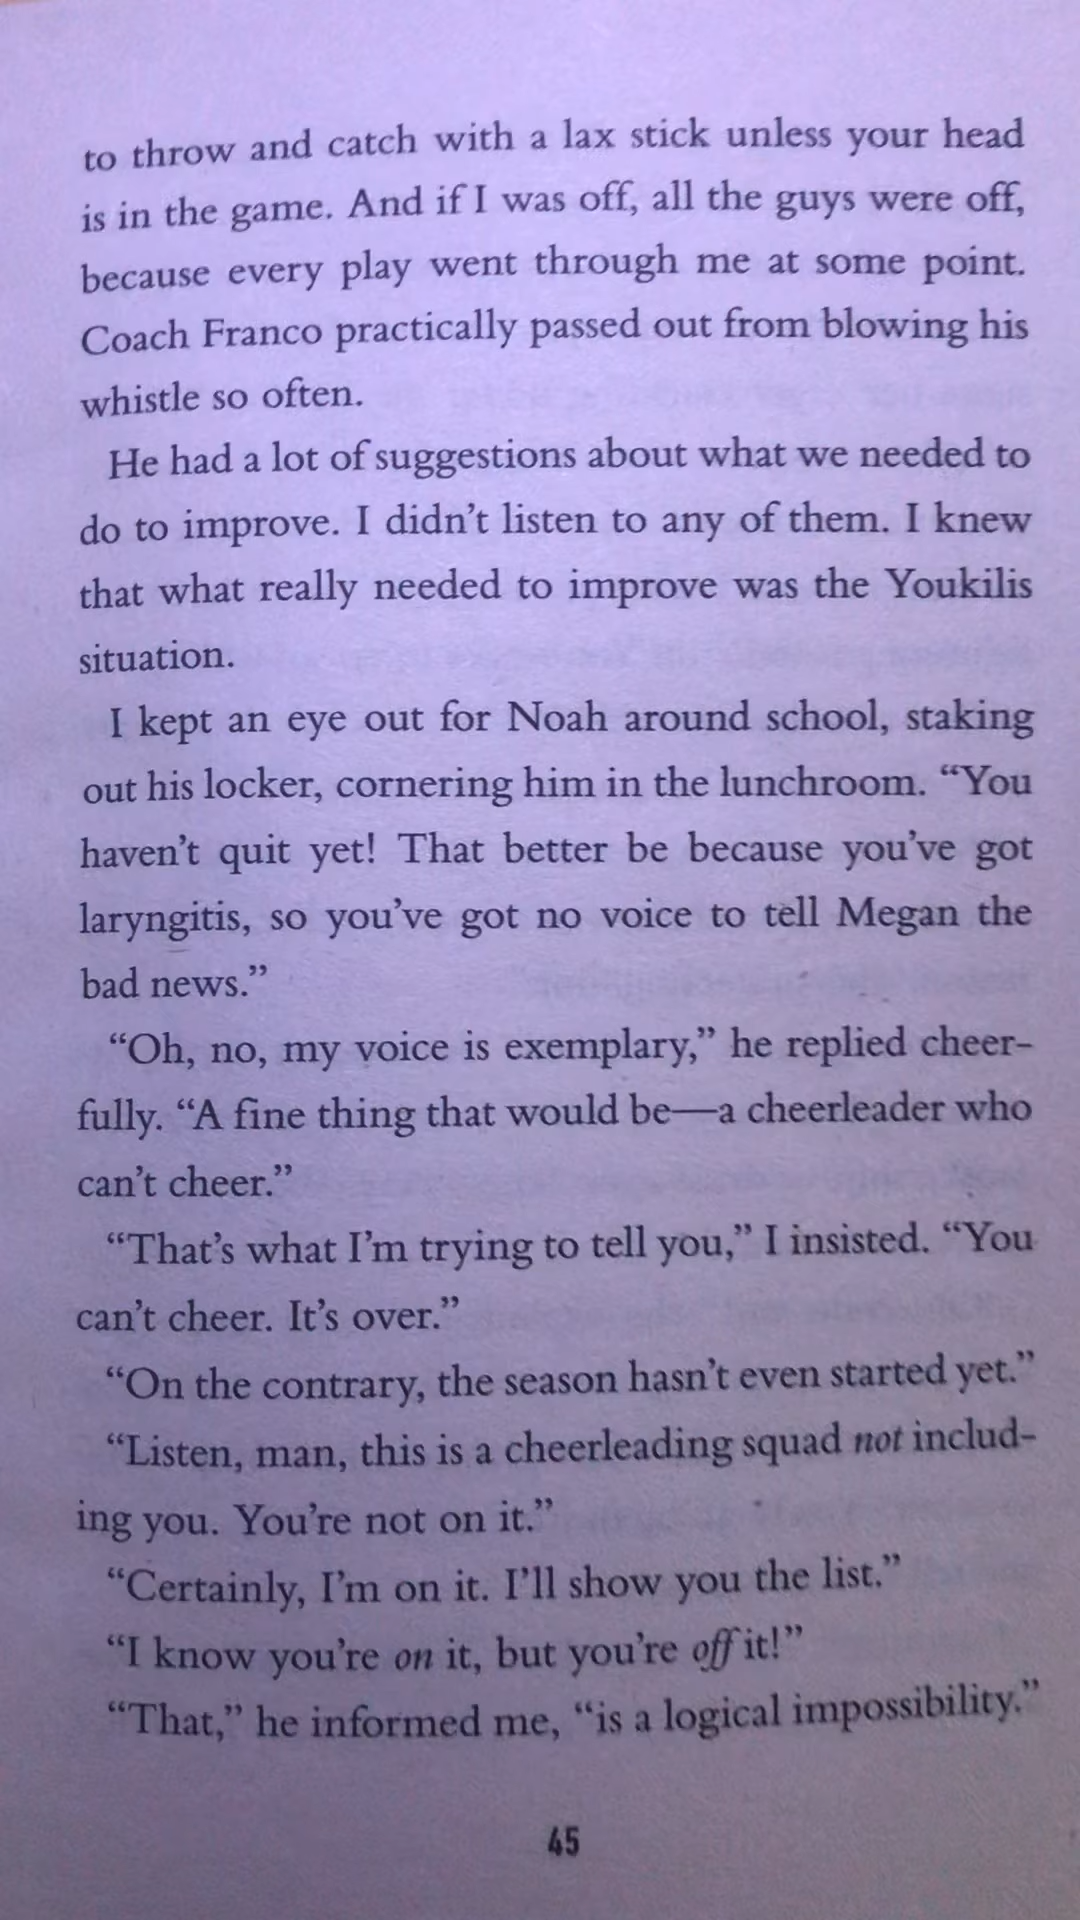 to throw and catch with a lax stick unless your head
is in the game. And if I was off, all the guys were off,
because every play went through me at some point.
Coach Franco practically passed out from blowing his
whistle so often.
He had a lot of suggestions about what we needed to
do to improve. I didn’t listen to any of them. I knew
that what really needed to improve was the Youkilis
situation.
I kept an eye out for Noah around school, staking
out his locker, cornering him in the lunchroom. “You
haven’t quit yet! That better be because you’ve got
laryngitis, so you’ve got no voice to tell Megan the
bad news.”
“Oh, no, my voice is exemplary,” he replied cheer-
fully. “A fine thing that would be—a cheerleader who
can’t cheer.”
“That’s what I’m trying to tell you,” I insisted. “You
can’t cheer. It’s over.”
“On the contrary, the season hasn’t even started yet.”
“Listen, man, this is a cheerleading squad not includ-
ing you. You’re not on it.”
“Certainly, I’m on it. I’ll show you the list.”
“I know you’re on it, but you’re off it!”
“That,” he informed me, “is a logical impossibility.”
45